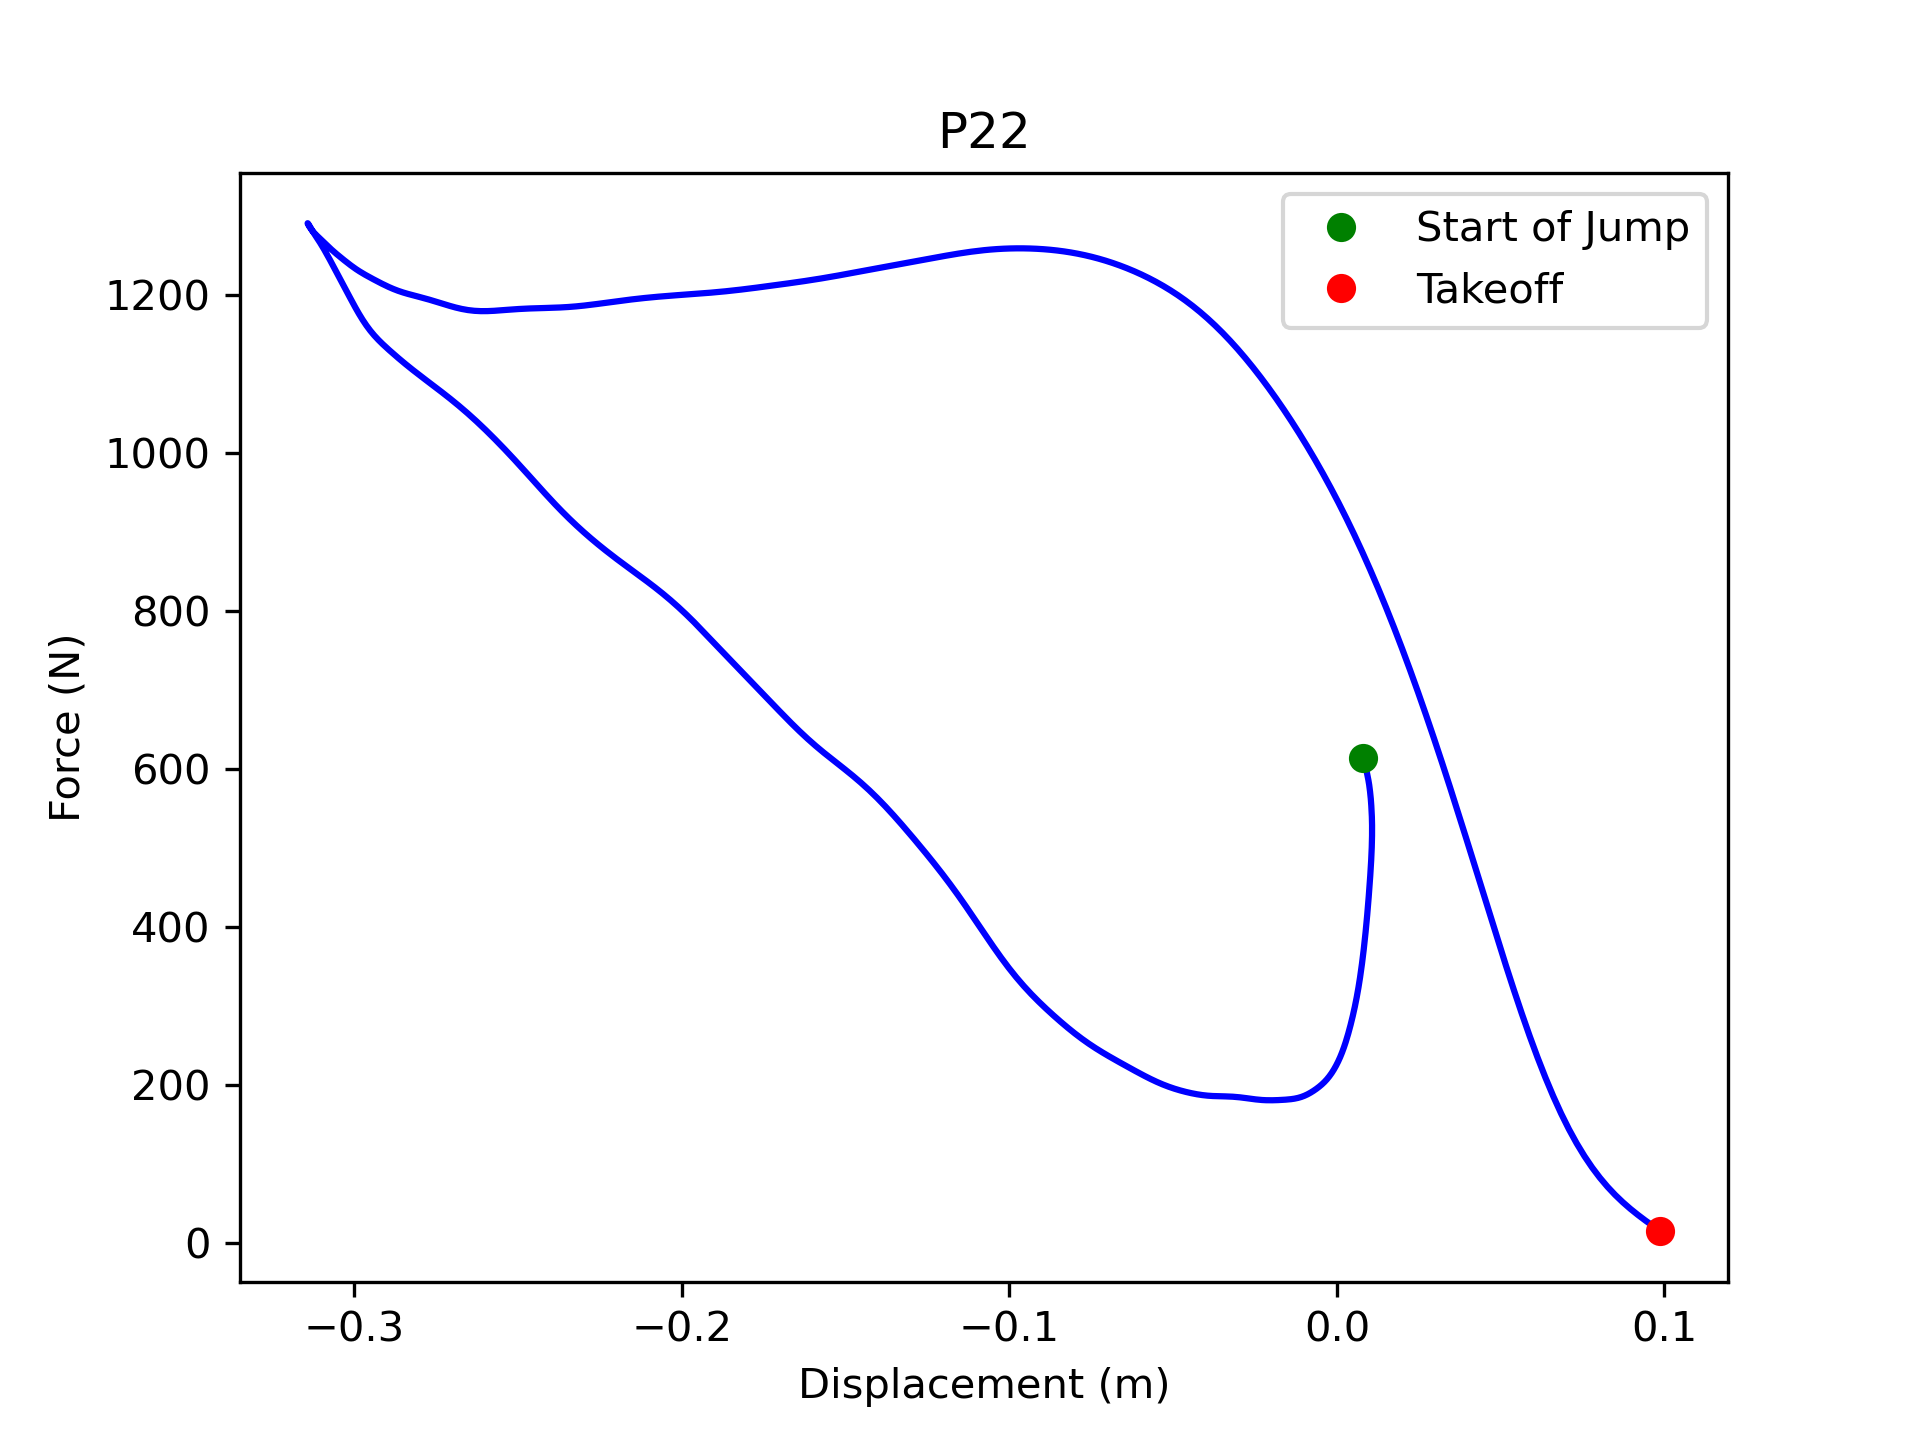 P22
Start of Jump
Takeoff
1200
1000
800
600
400
200
0
Force (N)
−0.3 −0.2 −0.1 0.0 0.1
Displacement (m)